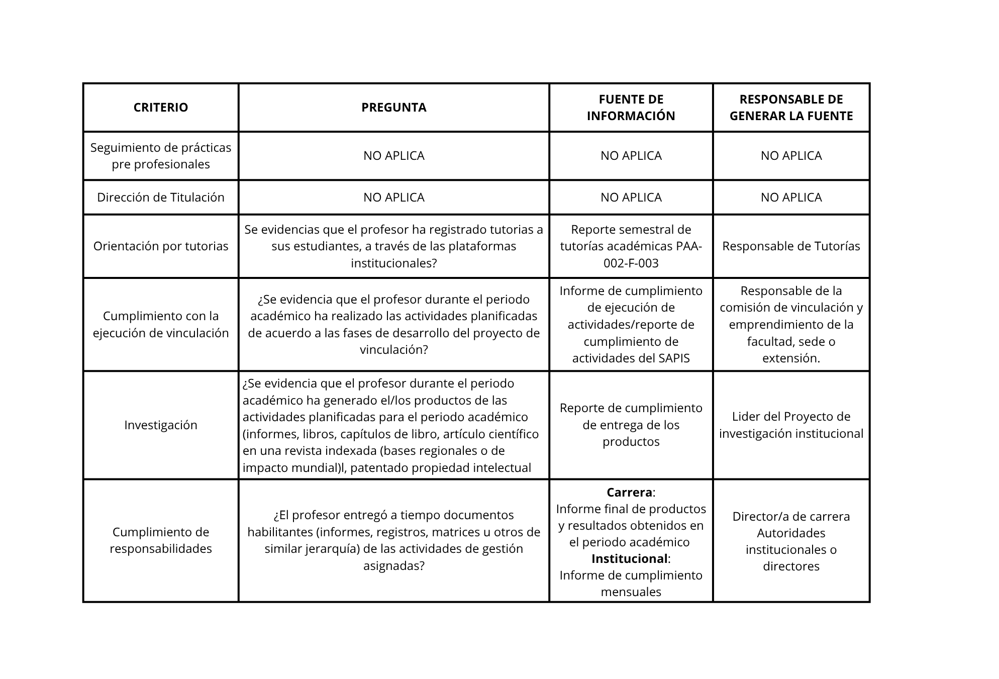 CRITERIO
PREGUNTA
FUENTE DE
INFORMACIÓN
RESPONSABLE DE
GENERAR LA FUENTE
Seguimiento de prácticas
pre profesionales
NO APLICA
NO APLICA
NO APLICA
Dirección de Titulación
NO APLICA
NO APLICA
NO APLICA
Orientación por tutorias
Se evidencias que el profesor ha registrado tutorias a
sus estudiantes, a través de las plataformas
institucionales?
Reporte semestral de
tutorías académicas PAA-
002-F-003
Responsable de Tutorías
Cumplimiento con la
ejecución de vinculación
¿Se evidencia que el profesor durante el periodo
académico ha realizado las actividades planificadas
de acuerdo a las fases de desarrollo del proyecto de
vinculación?
Informe de cumplimiento
de ejecución de
actividades/reporte de
cumplimiento de
actividades del SAPIS
Responsable de la
comisión de vinculación y
emprendimiento de la
facultad, sede o
extensión.
Investigación
¿Se evidencia que el profesor durante el periodo
académico ha generado el/los productos de las
actividades planificadas para el periodo académico
(informes, libros, capítulos de libro, artículo científico
en una revista indexada (bases regionales o de
impacto mundial)l, patentado propiedad intelectual
Reporte de cumplimiento
de entrega de los
productos
Lider del Proyecto de
investigación institucional
Cumplimiento de
responsabilidades
¿El profesor entregó a tiempo documentos
habilitantes (informes, registros, matrices u otros de
similar jerarquía) de las actividades de gestión
asignadas?
Carrera:
Informe final de productos
y resultados obtenidos en
el periodo académico
Institucional:
Informe de cumplimiento
mensuales
Director/a de carrera
Autoridades
institucionales o
directores